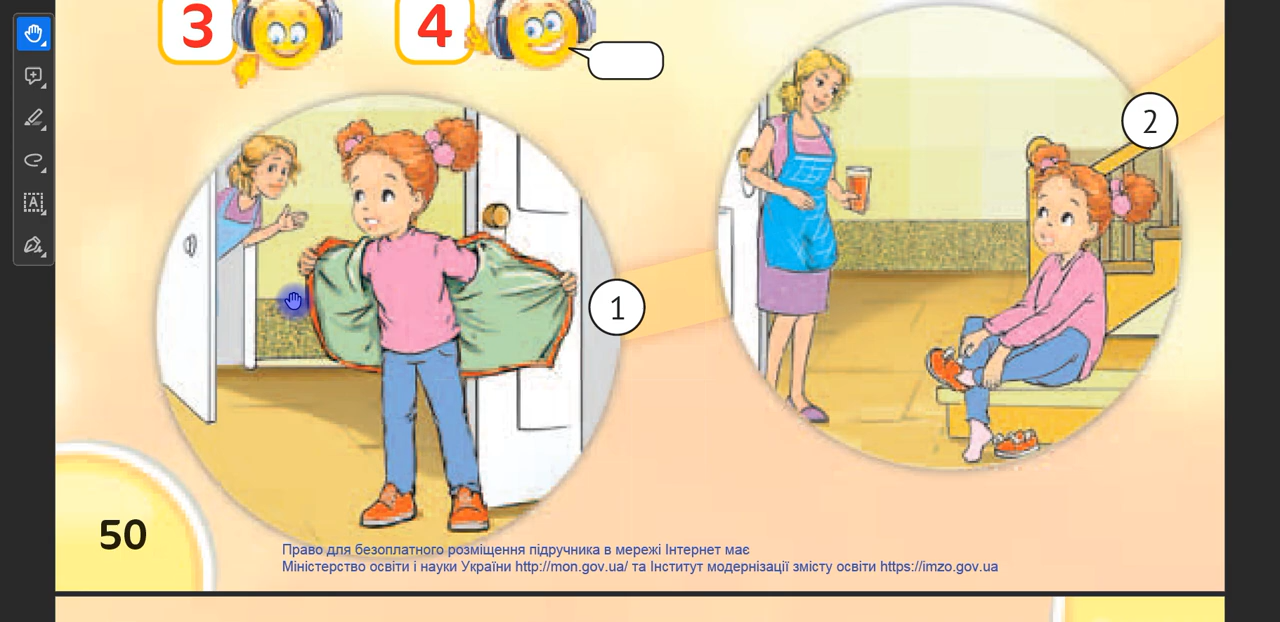 3
4
2
1
50
Право для безоплатного розміщення підручника в мережі Інтернет має
Міністерство освіти і науки України http://mon.gov.ua/ та Інститут модернізації змісту освіти https://imzo.gov.ua